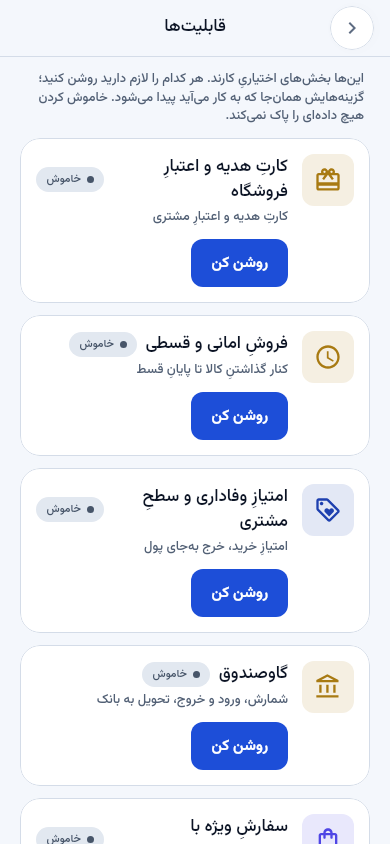 قابلیت‌ها
این‌ها بخش‌های اختیاریِ کارند. هر کدام را لازم دارید روشن کنید؛
گزینه‌هایش همان‌جا که به کار می‌آید پیدا می‌شود. خاموش کردن
هیچ داده‌ای را پاک نمی‌کند.
کارتِ هدیه و اعتبارِ
فروشگاه
خاموش
کارت هدیه و اعتبارِ مشتری
روشن کن
فروشِ امانی و قسطی
خاموش
کنار گذاشتنِ کالا تا پایانِ قسط
روشن کن
امتیازِ وفاداری و سطحِ
مشتری
خاموش
امتیازِ خرید، خرج به‌جای پول
روشن کن
گاوصندوق
خاموش
شمارش، ورود و خروج، تحویل به بانک
روشن کن
سفارشِ ویژه با
خاموش